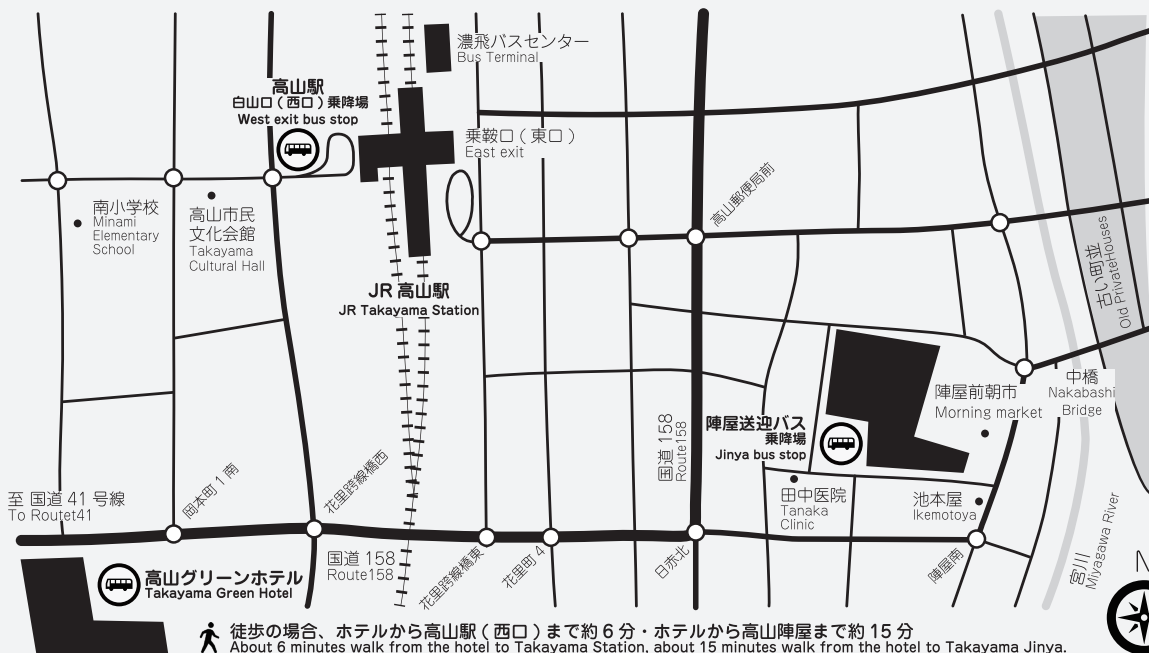 濃飛バスセンター
Bus Terminal
高山駅
白山口（西口）乗降場
West exit bus stop
乗鞍口（東口）
East exit
南小学校
Minami
Elementary
School
高山市民
文化会館
Takayama
Cultural Hall
高山郵便局前
古い町並
Old PrivateHouses
JR 高山駅
JR Takayama Station
陣屋前朝市
Morning market
中橋
Nakabashi
Bridge
陣屋送迎バス
乗降場
Jinya bus stop
国道 158
Route158
田中医院
Tanaka
Clinic
池本屋
Ikemotoya
至 国道 41 号線
To Routet41
岡本町 1 南
花里跨線橋西
国道 158
Route158
花里跨線橋東
花里町 4
日赤北
陣屋南
宮川
Miyagawa River
N
高山グリーンホテル
Takayama Green Hotel
徒歩の場合、ホテルから高山駅（西口）まで約 6 分・ホテルから高山陣屋まで約 15 分
About 6 minutes walk from the hotel to Takayama Station, about 15 minutes walk from the hotel to Takayama Jinya.